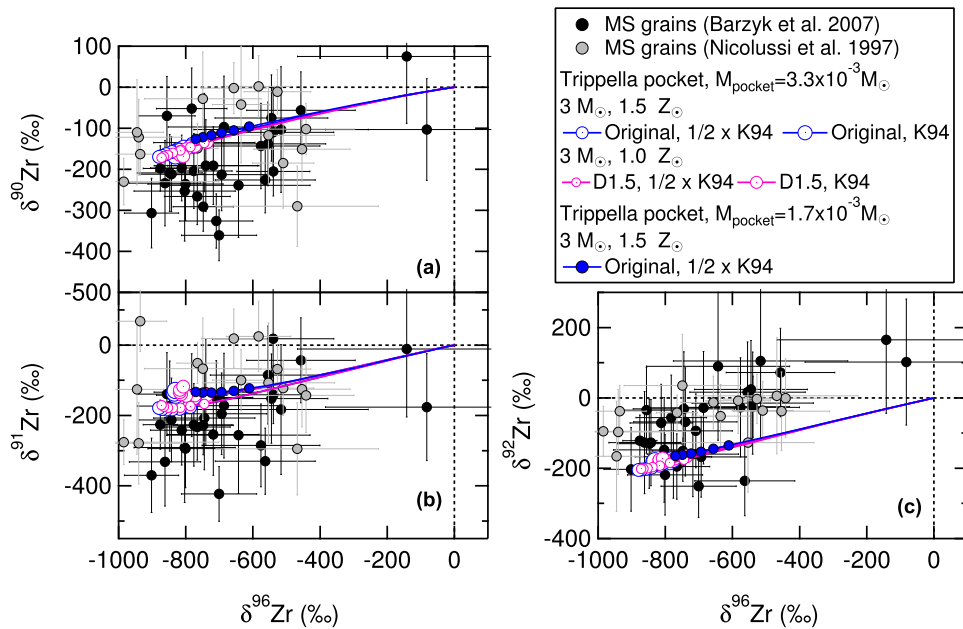 MS grains (Barzyk et al. 2007)
MS grains (Nicolussi et al. 1997)
Trippella pocket, M_pocket=3.3x10⁻³M☉
3 M☉, 1.5 Z☉
Original, 1/2 x K94 Original, K94
3 M☉, 1.0 Z☉
D1.5, 1/2 x K94 D1.5, K94
Trippella pocket, M_pocket=1.7x10⁻³M☉
3 M☉, 1.5 Z☉
Original, 1/2 x K94
100
0
-100
-200
-300
-400
-500
δ⁹⁰Zr (‰)
(a)
0
-200
-400
δ⁹¹Zr (‰)
(b)
-1000 -800 -600 -400 -200 0
δ⁹⁶Zr (‰)
200
0
-200
-400
δ⁹²Zr (‰)
(c)
-1000 -800 -600 -400 -200 0
δ⁹⁶Zr (‰)